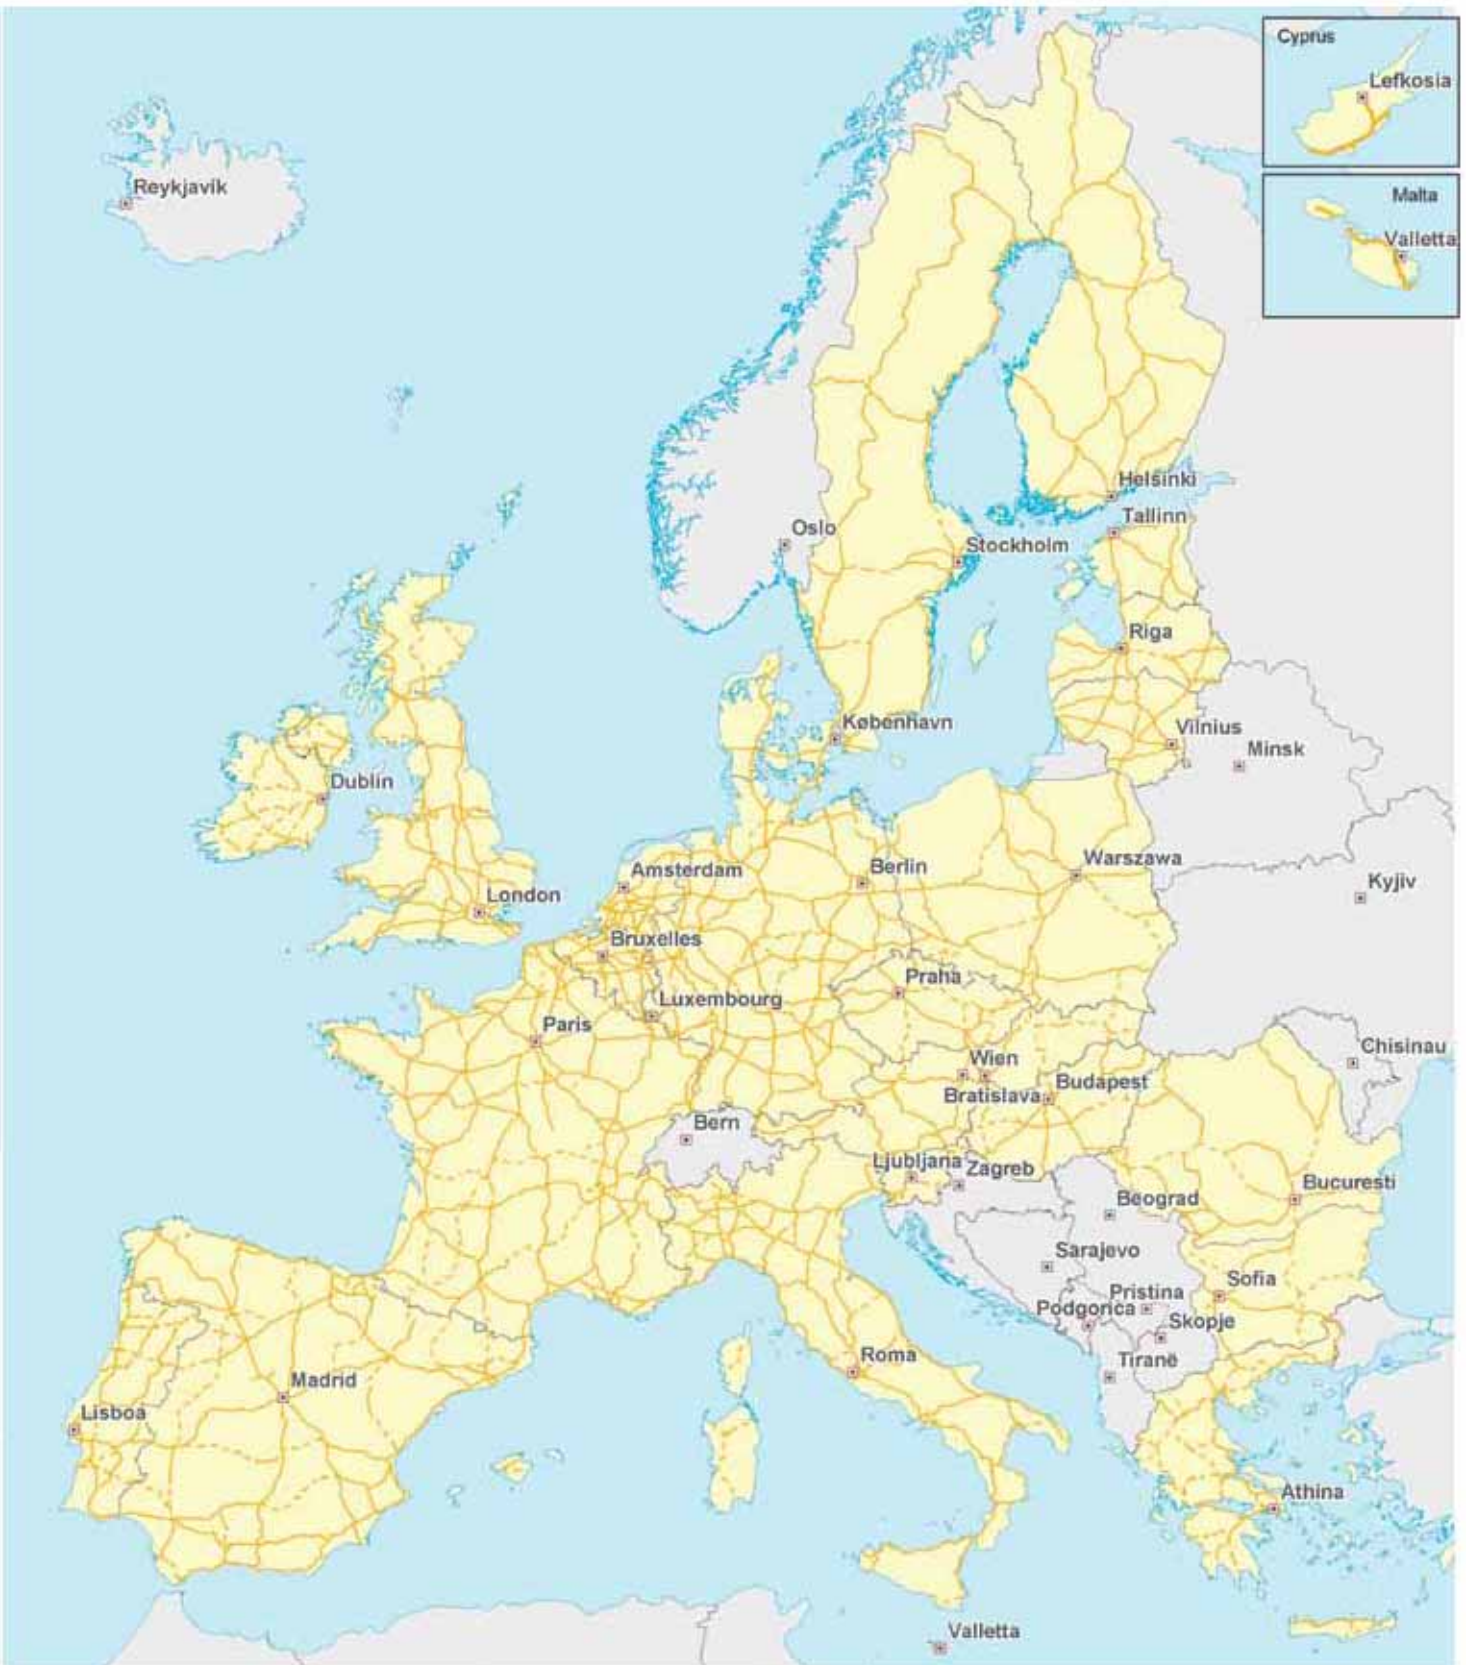 Cyprus
Lefkosia
Reykjavík
Malta
Valletta
Helsinki
Tallinn
Oslo
Stockholm
Riga
København
Vilnius
Minsk
Dublin
Warszawa
Amsterdam
Berlin
Kyjiv
London
Bruxelles
Praha
Luxembourg
Paris
Chisinau
Wien
Budapest
Bratislava
Bern
Ljubljana
Zagreb
Bucuresti
Beograd
Sarajevo
Sofia
Pristina
Podgorica
Skopje
Roma
Tiranë
Madrid
Lisboa
Athina
Valletta